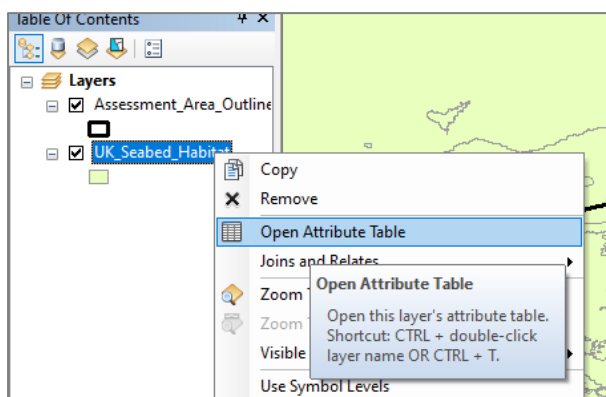 Table Of Contents
Layers
Assessment_Area_Outline
UK_Seabed_Habitat
Copy
Remove
Open Attribute Table
Joins and Relates
Zoom
Open Attribute Table
Open this layer's attribute table.
Zoom
Shortcut: CTRL + double-click
Visible
layer name OR CTRL + T.
Use Symbol Levels